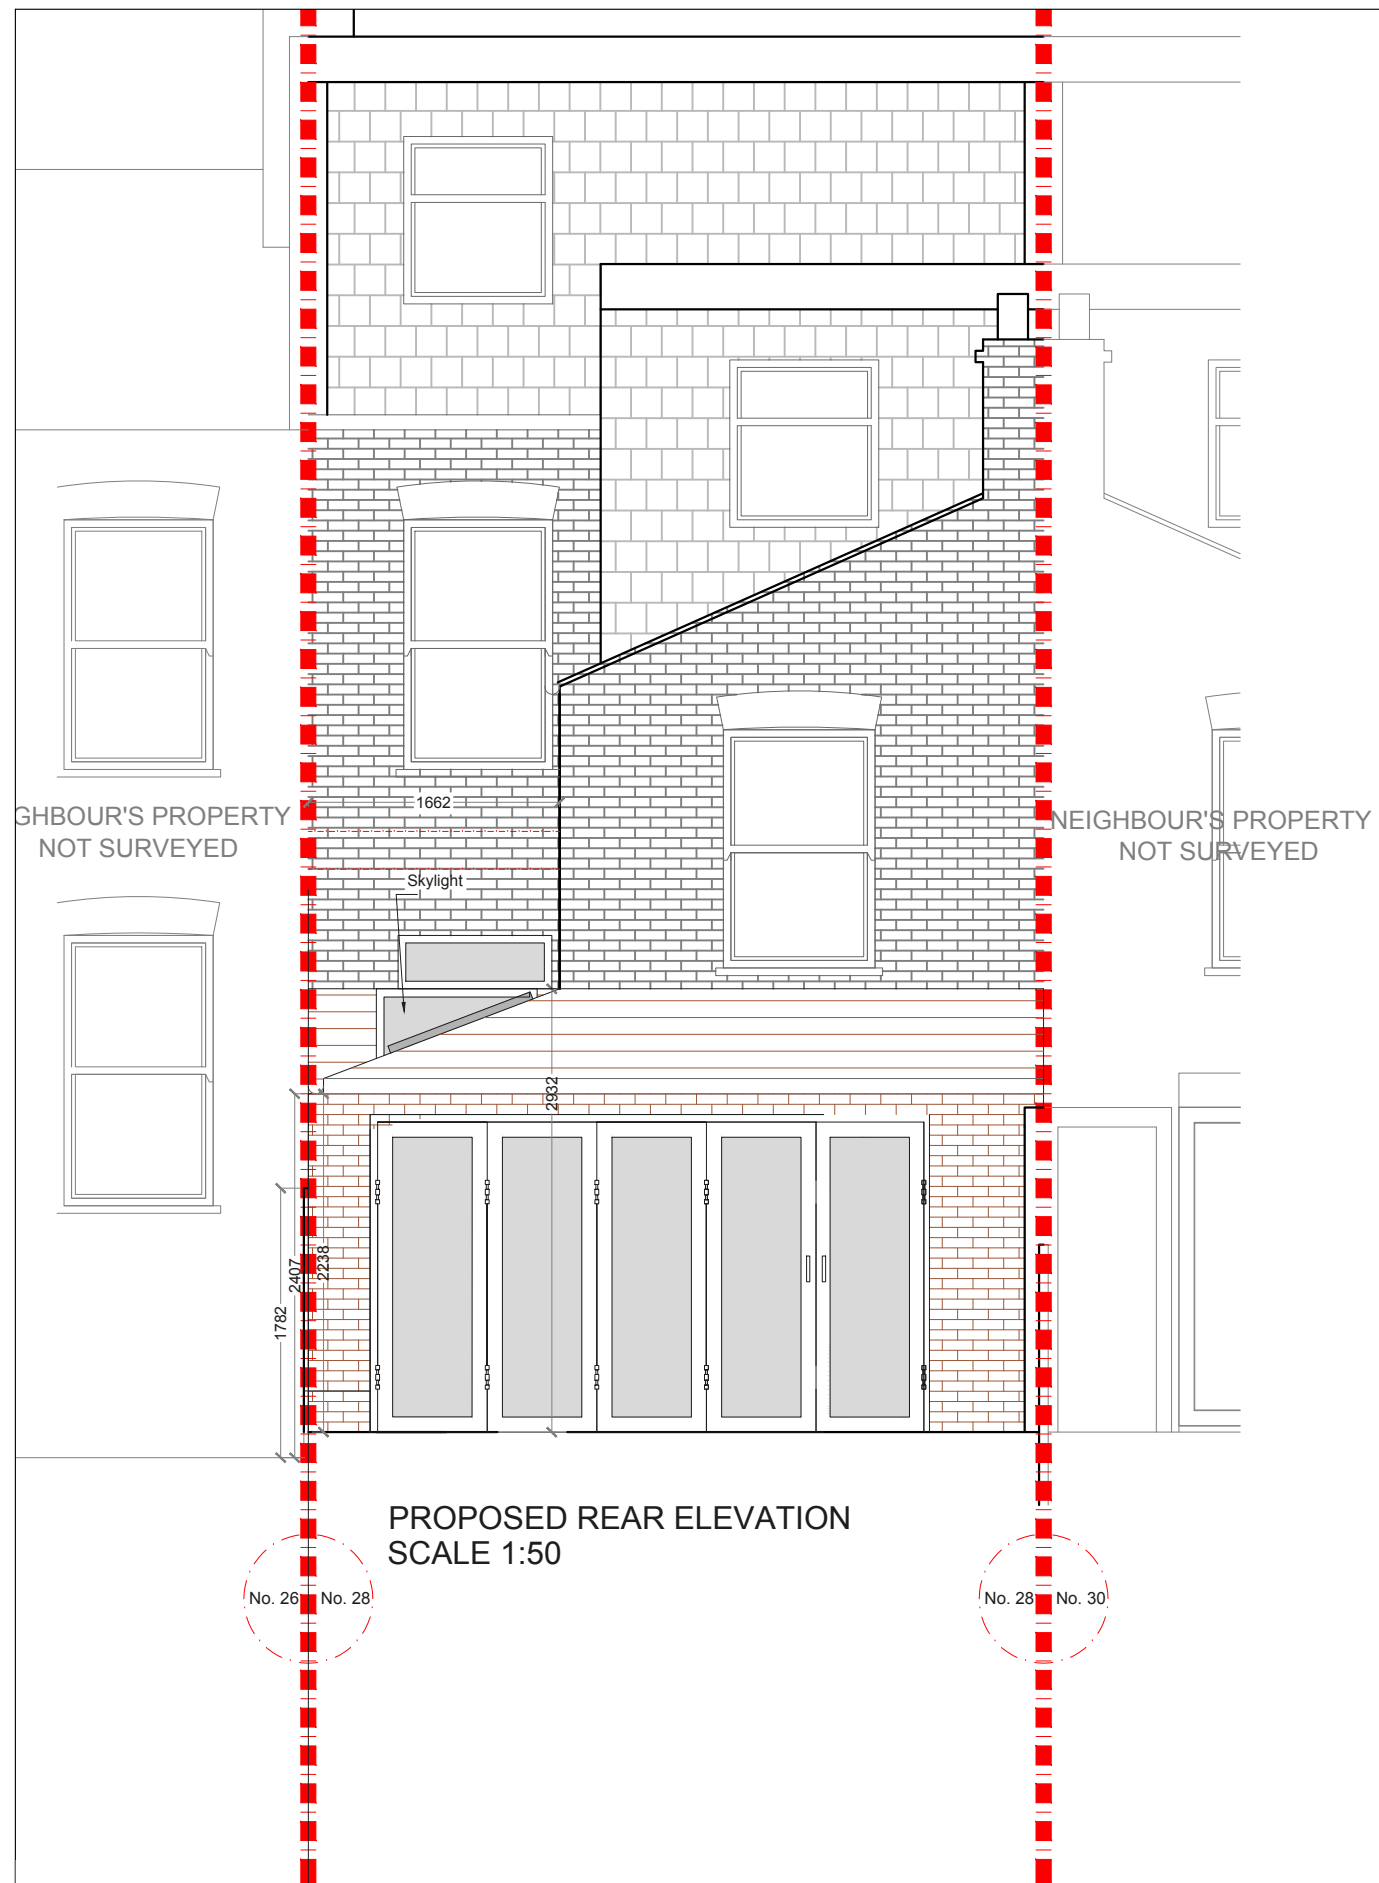 1662
GHBOUR'S PROPERTY
NOT SURVEYED
NEIGHBOUR'S PROPERTY
NOT SURVEYED
Skylight
2932
2238
2407
1782
PROPOSED REAR ELEVATION
SCALE 1:50
No. 26
No. 28
No. 28
No. 30